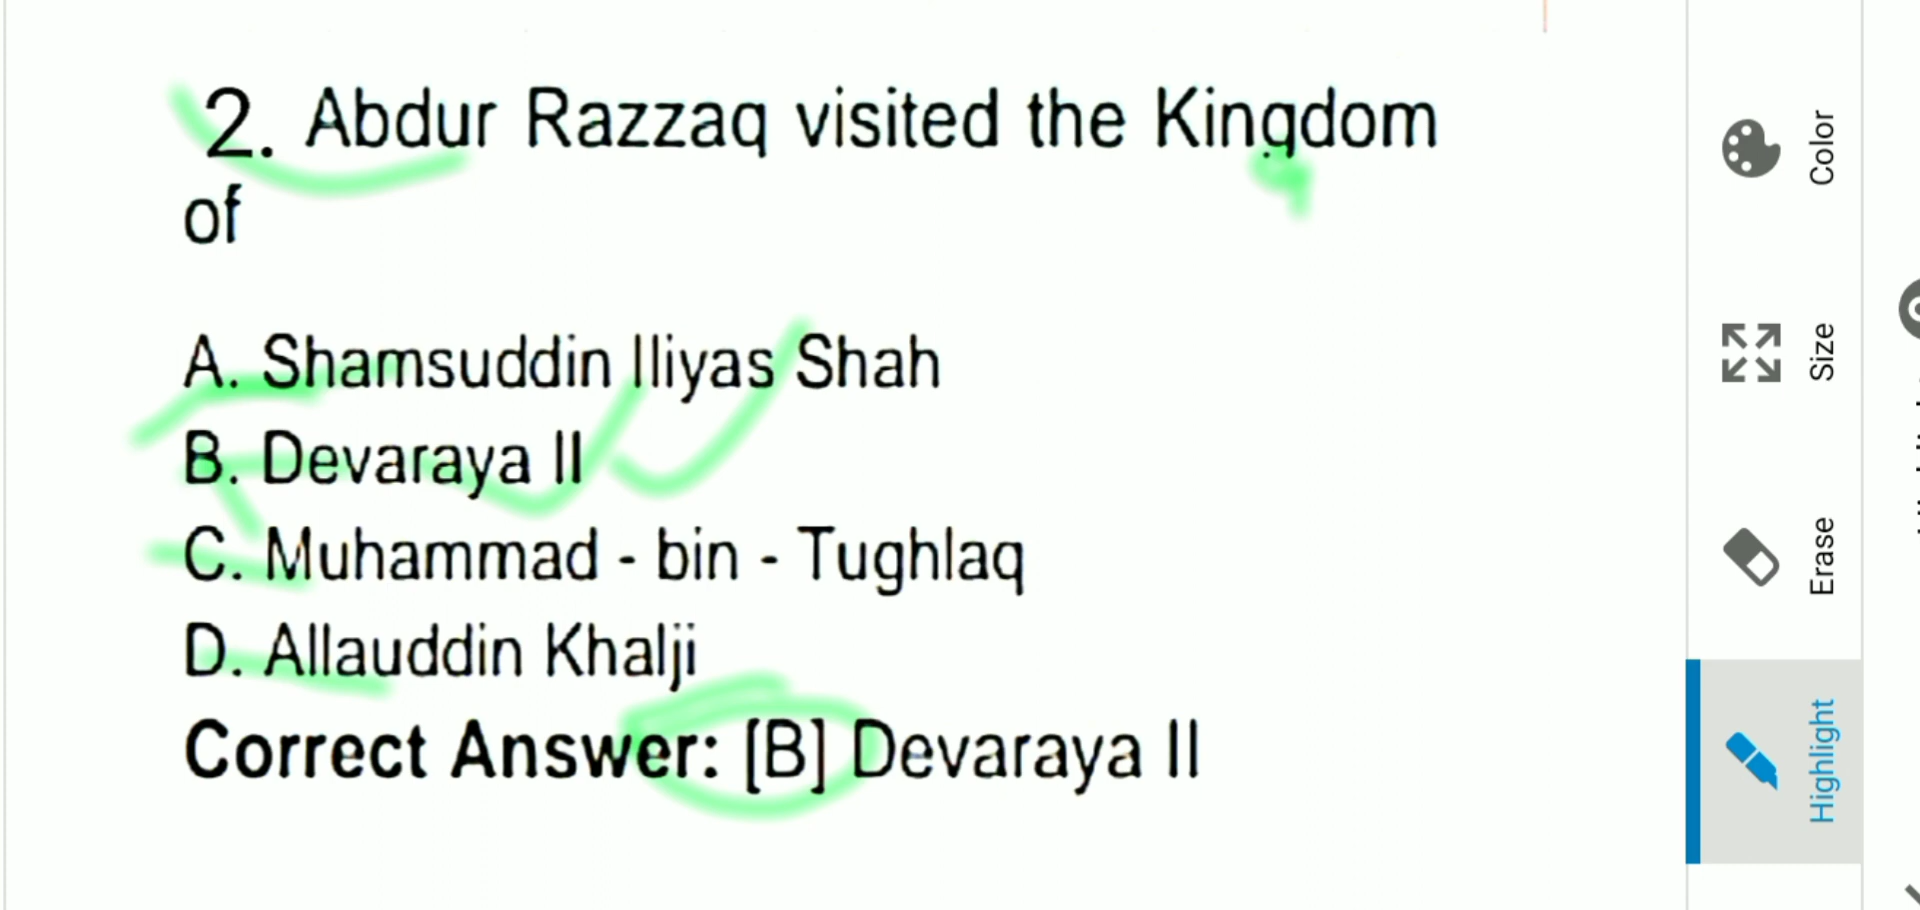 2. Abdur Razzaq visited the Kingdom
of
A. Shamsuddin Iliyas Shah
B. Devaraya II
C. Muhammad - bin - Tughlaq
D. Allauddin Khalji
Correct Answer: [B] Devaraya II
Color
Size
Erase
Highlight